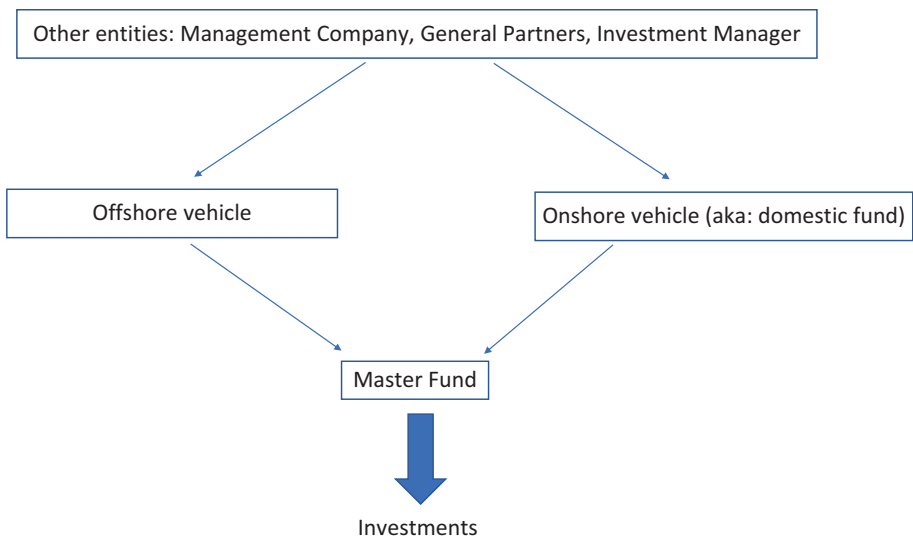 Other entities: Management Company, General Partners, Investment Manager
Offshore vehicle
Onshore vehicle (aka: domestic fund)
Master Fund
Investments